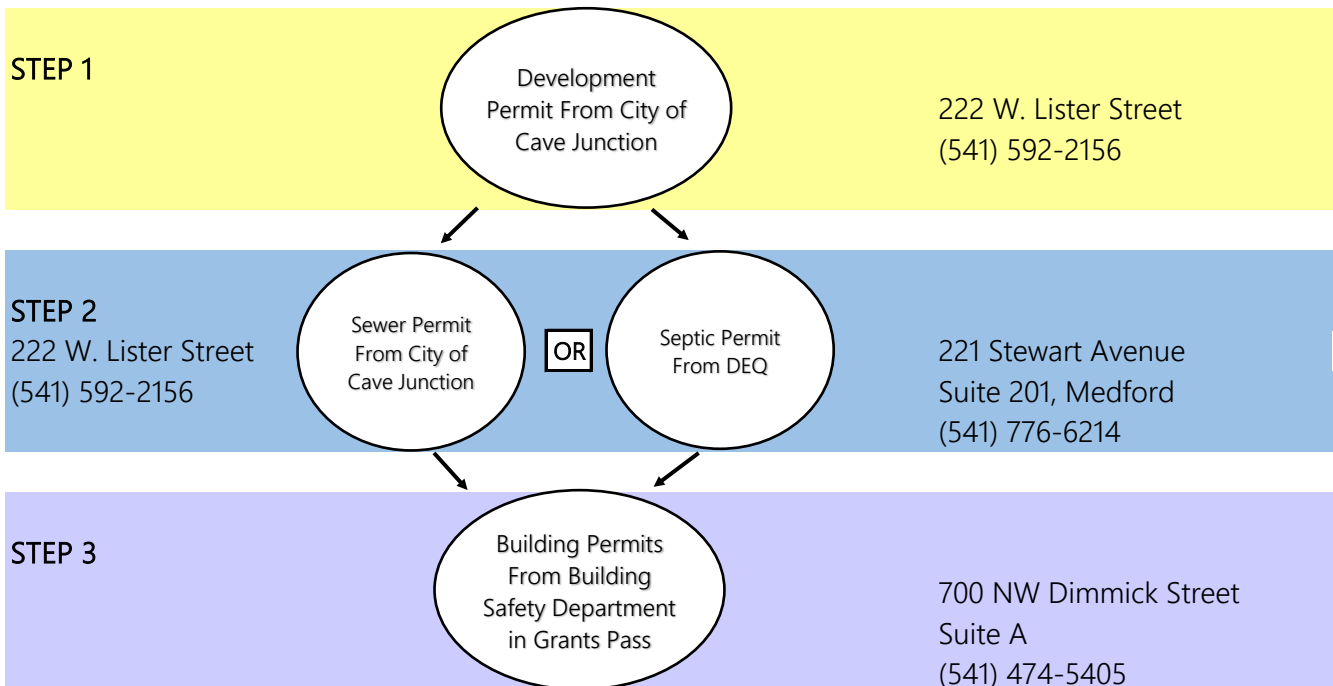 STEP 1
Development
Permit From City of
Cave Junction
222 W. Lister Street
(541) 592-2156
STEP 2
222 W. Lister Street
(541) 592-2156
Sewer Permit
From City of
Cave Junction
OR
Septic Permit
From DEQ
221 Stewart Avenue
Suite 201, Medford
(541) 776-6214
STEP 3
Building Permits
From Building
Safety Department
in Grants Pass
700 NW Dimmick Street
Suite A
(541) 474-5405